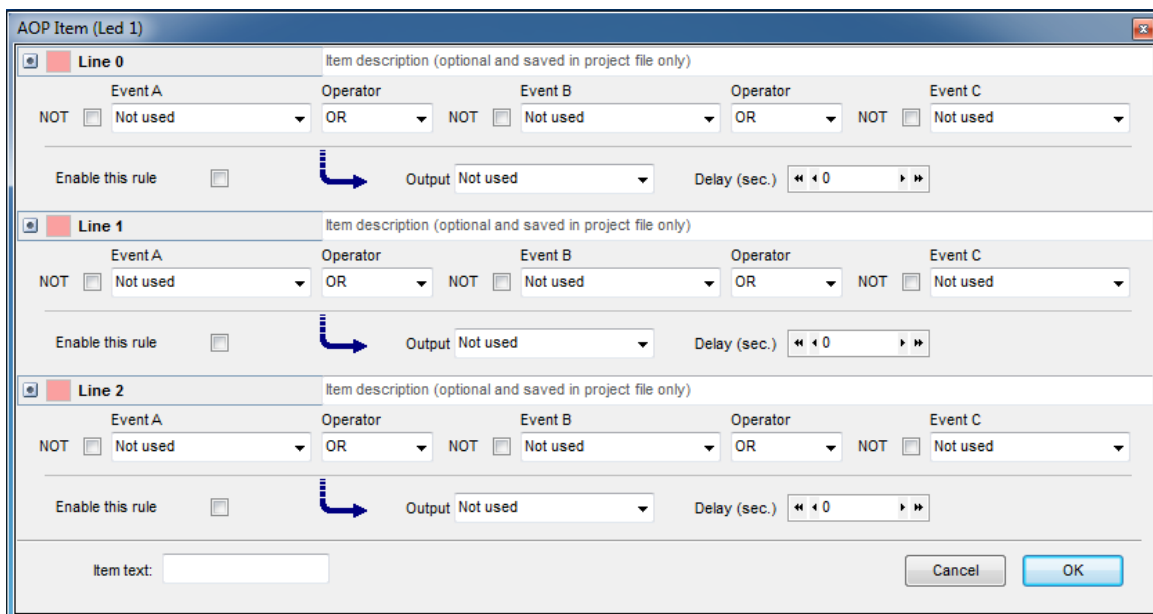 AOP Item (Led 1)
Line 0 Item description (optional and saved in project file only)
Event A Operator Event B Operator Event C
NOT Not used OR NOT Not used OR NOT Not used
Enable this rule Output Not used Delay (sec.) 0
Line 1 Item description (optional and saved in project file only)
Event A Operator Event B Operator Event C
NOT Not used OR NOT Not used OR NOT Not used
Enable this rule Output Not used Delay (sec.) 0
Line 2 Item description (optional and saved in project file only)
Event A Operator Event B Operator Event C
NOT Not used OR NOT Not used OR NOT Not used
Enable this rule Output Not used Delay (sec.) 0
Item text: Cancel OK